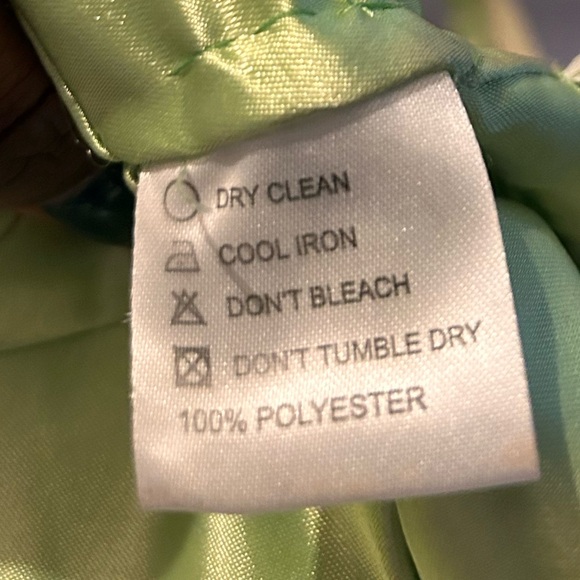 DRY CLEAN
COOL IRON
DON'T BLEACH
DON'T TUMBLE DRY
100% POLYESTER